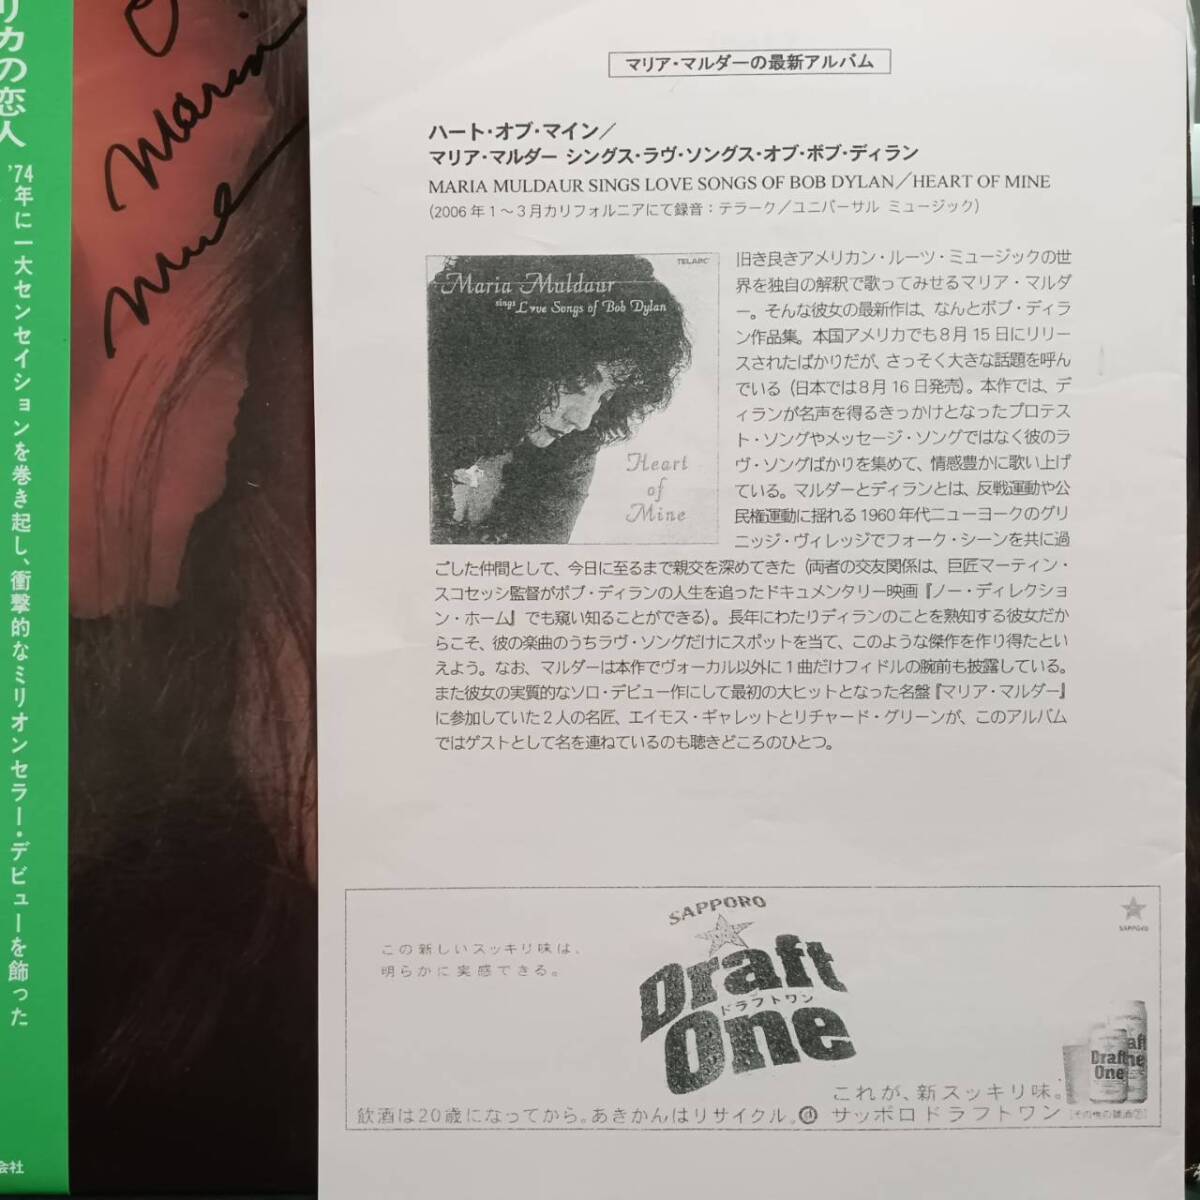 リカの恋人
'74年に一大センセイションを巻き起し、衝撃的なミリオンセラー・デビューを飾った
会社
Maria
マリア・マルダーの最新アルバム
ハート・オブ・マイン／
マリア・マルダー シングス・ラヴ・ソングス・オブ・ボブ・ディラン
MARIA MULDAUR SINGS LOVE SONGS OF BOB DYLAN／HEART OF MINE
(2006年1～3月カリフォルニアにて録音：テラーク／ユニバーサル ミュージック)
TELARC
Maria Muldaur
sings
Love Songs of Bob Dylan
Heart
of
Mine
旧き良きアメリカン・ルーツ・ミュージックの世
界を独自の解釈で歌ってみせるマリア・マルダ
ー。そんな彼女の最新作は、なんとボブ・ディラ
ン作品集。本国アメリカでも8月15日にリリー
スされたばかりだが、さっそく大きな話題を呼ん
でいる（日本では8月16日発売）。本作では、デ
ィランが名声を得るきっかけとなったプロテス
ト・ソングやメッセージ・ソングではなく彼のラ
ヴ・ソングばかりを集めて、情感豊かに歌い上げ
ている。マルダーとディランとは、反戦運動や公
民権運動に揺れる1960年代ニューヨークのグリ
ニッジ・ヴィレッジでフォーク・シーンを共に過
ごした仲間として、今日に至るまで親交を深めてきた（両者の交友関係は、巨匠マーティン・
スコセッシ監督がボブ・ディランの人生を追ったドキュメンタリー映画『ノー・ディレクショ
ン・ホーム』でも窺い知ることができる）。長年にわたりディランのことを熟知する彼女だか
らこそ、彼の楽曲のうちラヴ・ソングだけにスポットを当て、このような傑作を作り得たとい
えよう。なお、マルダーは本作でヴォーカル以外に1曲だけフィドルの腕前も披露している。
また彼女の実質的なソロ・デビュー作にして最初の大ヒットとなった名盤『マリア・マルダー』
に参加していた2人の名匠、エイモス・ギャレットとリチャード・グリーンが、このアルバム
ではゲストとして名を連ねているのも聴きどころのひとつ。
この新しいスッキリ味は、
明らかに実感できる。
SAPPORO
Draft
ドラフトワン
One
SAPPORO
Draft
One
これが、新スッキリ味。
飲酒は20歳になってから。あきかんはリサイクル。
サッポロドラフトワン
[その他の雑酒②]